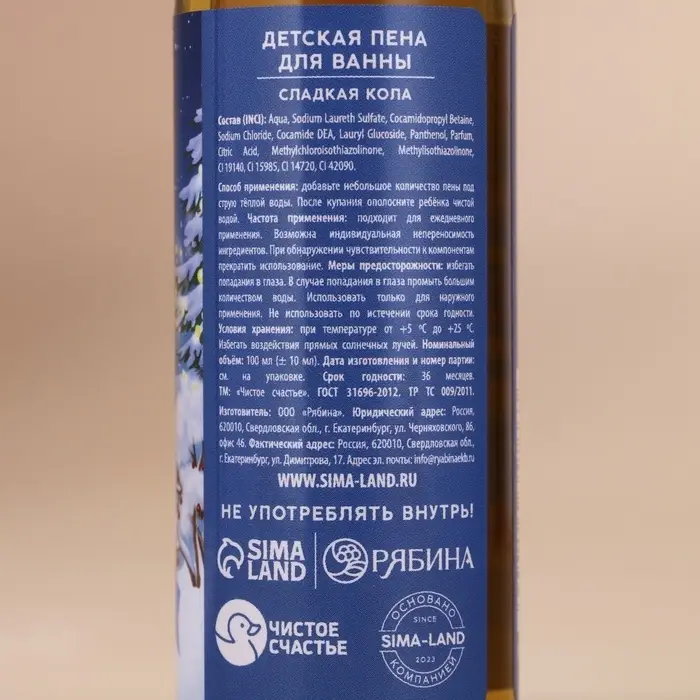 ДЕТСКАЯ ПЕНА
ДЛЯ ВАННЫ
СЛАДКАЯ КОЛА
Состав (INCI): Aqua, Sodium Laureth Sulfate, Cocamidopropyl Betaine,
Sodium Chloride, Cocamide DEA, Lauryl Glucoside, Panthenol, Parfum,
Citric Acid, Methylchloroisothiazolinone, Methylisothiazolinone,
CI 19140, CI 15985, CI 14720, CI 42090.
Способ применения: добавьте небольшое количество пены под
струю тёплой воды. После купания ополосните ребёнка чистой
водой. Частота применения: подходит для ежедневного
применения. Возможна индивидуальная непереносимость
ингредиентов. При обнаружении чувствительности к компонентам
прекратить использование. Меры предосторожности: избегать
попадания в глаза. В случае попадания в глаза промыть большим
количеством воды. Использовать только для наружного
применения. Не использовать по истечении срока годности.
Условия хранения: при температуре от +5 °С до +25 °С.
Избегать воздействия прямых солнечных лучей. Номинальный
объём: 100 мл (± 10 мл). Дата изготовления и номер партии:
см. на упаковке. Срок годности: 36 месяцев.
ТМ: «Чистое счастье». ГОСТ 31696-2012. ТР ТС 009/2011.
Изготовитель: ООО «Рябина». Юридический адрес: Россия,
620010, Свердловская обл., г. Екатеринбург, ул. Черняховского, 86,
офис 46. Фактический адрес: Россия, 620010, Свердловская обл.,
г. Екатеринбург, ул. Димитрова, 17. Адрес эл. почты: info@ryabinaekb.ru
WWW.SIMA-LAND.RU
НЕ УПОТРЕБЛЯТЬ ВНУТРЬ!
SIMA
LAND
РЯБИНА
ЧИСТОЕ
СЧАСТЬЕ
ОСНОВАНО
SINCE
SIMA-LAND
2023
КОМПАНИЕЙ